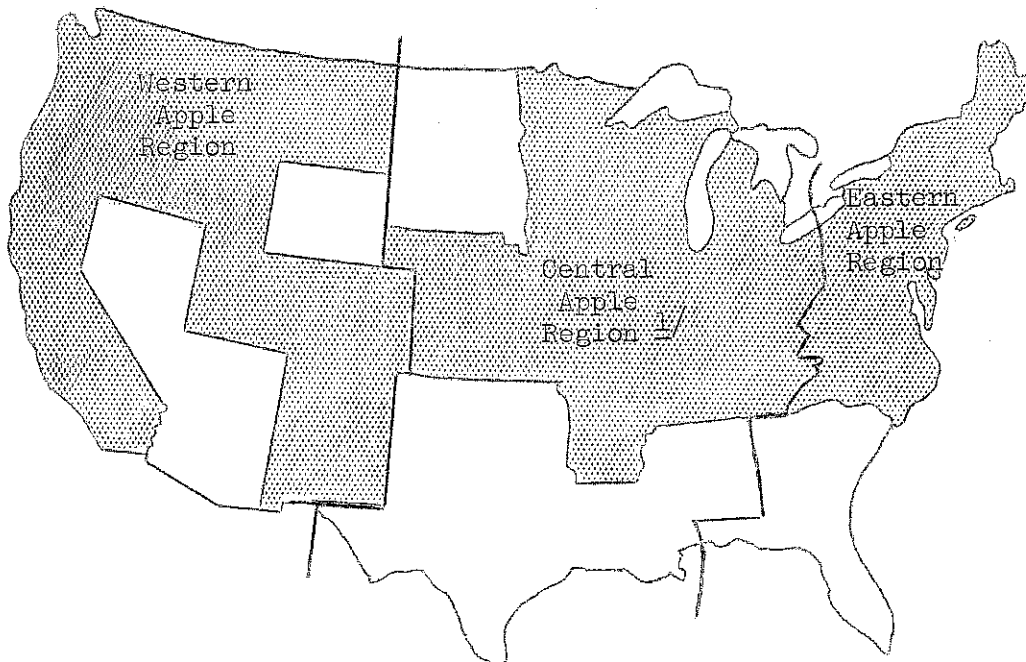 Western
Apple
Region
Eastern
Apple
Region
Central
Apple
Region 1/